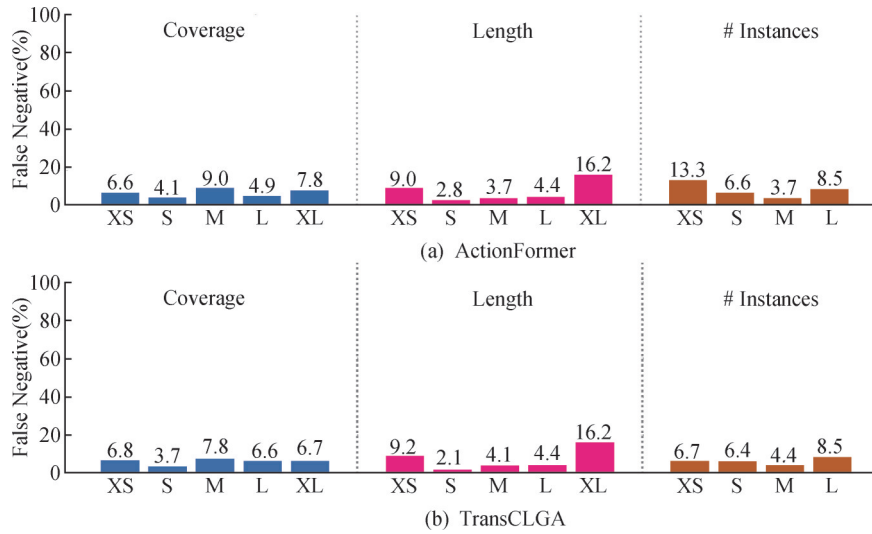 100
Coverage
Length
# Instances
80
60
40
20
0
False Negative(%)
6.6 4.1 9.0 4.9 7.8
9.0 2.8 3.7 4.4 16.2
13.3 6.6 3.7 8.5
XS S M L XL
XS S M L XL
XS S M L
(a) ActionFormer
100
Coverage
Length
# Instances
80
60
40
20
0
False Negative(%)
6.8 3.7 7.8 6.6 6.7
9.2 2.1 4.1 4.4 16.2
6.7 6.4 4.4 8.5
XS S M L XL
XS S M L XL
XS S M L
(b) TransCLGA